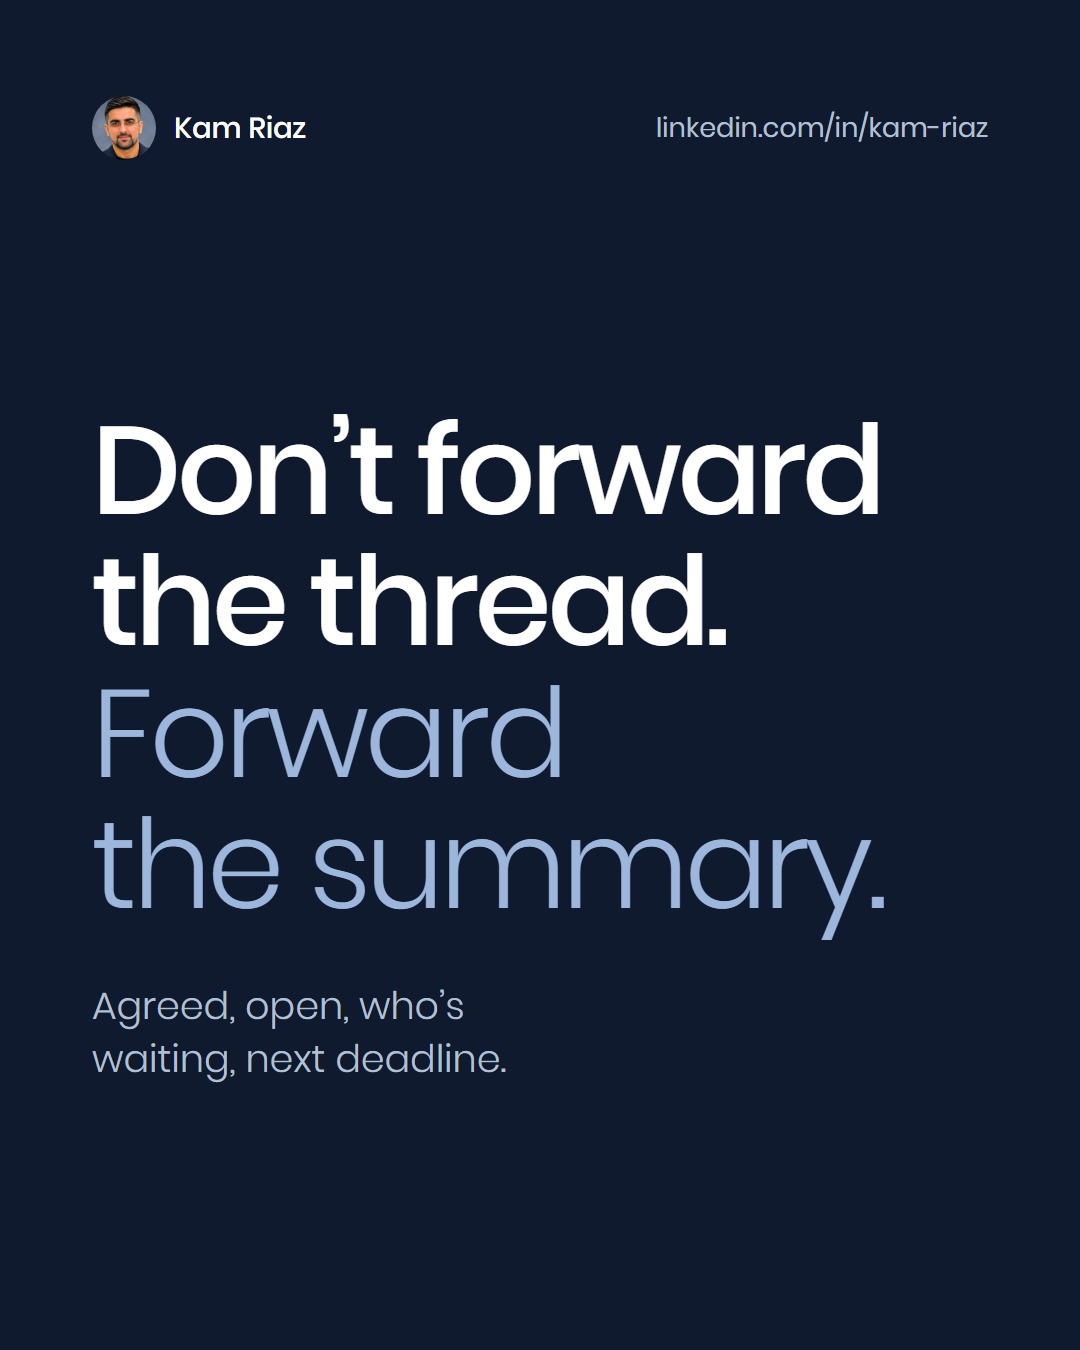 Kam Riaz
linkedin.com/in/kam-riaz
Don’t forward
the thread.
Forward
the summary.
Agreed, open, who’s
waiting, next deadline.